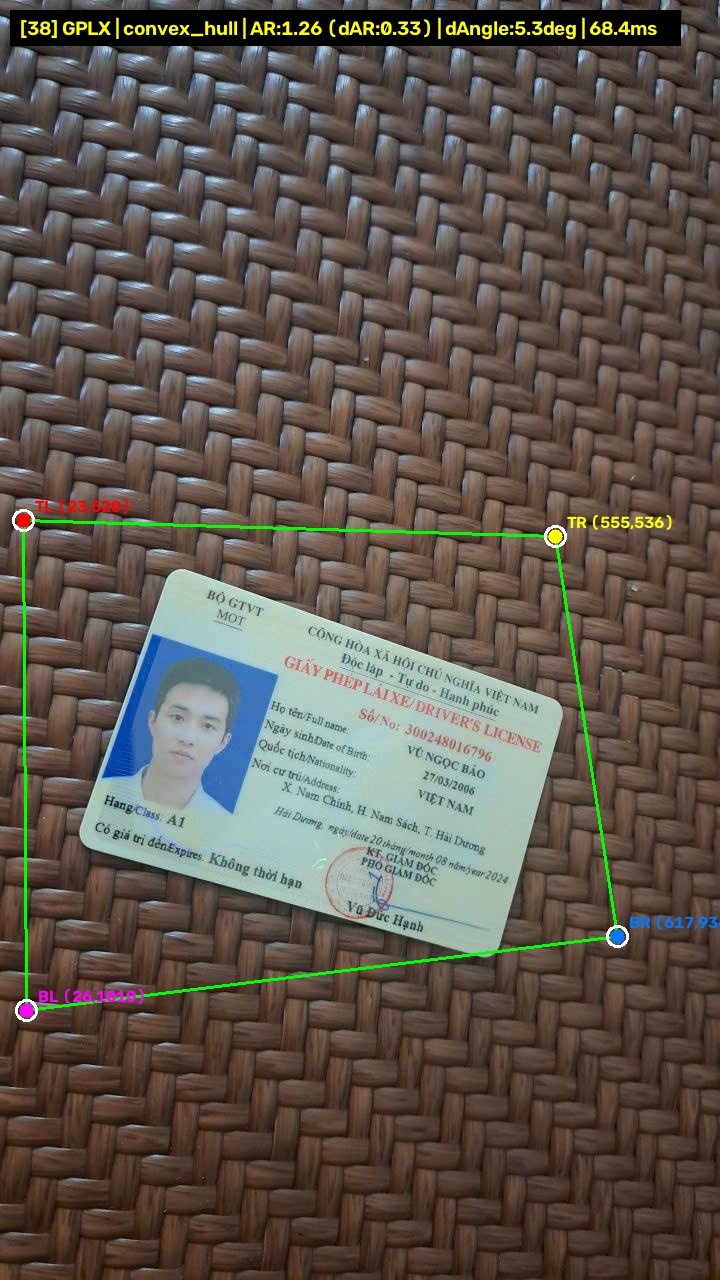 [38] GPLX | convex_hull | AR:1.26 (dAR:0.33) | dAngle:5.3deg | 68.4ms
TL (23,520)
TR (555,536)
BỘ GTVT
MOT
CỘNG HÒA XÃ HỘI CHỦ NGHĨA VIỆT NAM
Độc lập - Tự do - Hạnh phúc
GIẤY PHÉP LÁI XE/DRIVER'S LICENSE
Số/No: 300248016796
Họ tên/Full name: VŨ NGỌC BẢO
Ngày sinh/Date of Birth: 27/03/2006
Quốc tịch/Nationality: VIỆT NAM
Nơi cư trú/Address:
X. Nam Chính, H. Nam Sách, T. Hải Dương
Hải Dương, ngày/date 20 tháng/month 08 năm/year 2024
Hạng/Class: A1
KT. GIÁM ĐỐC
PHÓ GIÁM ĐỐC
Có giá trị đến/Expires: Không thời hạn
Vũ Đức Hạnh
BR (617,93
BL (26,1010)